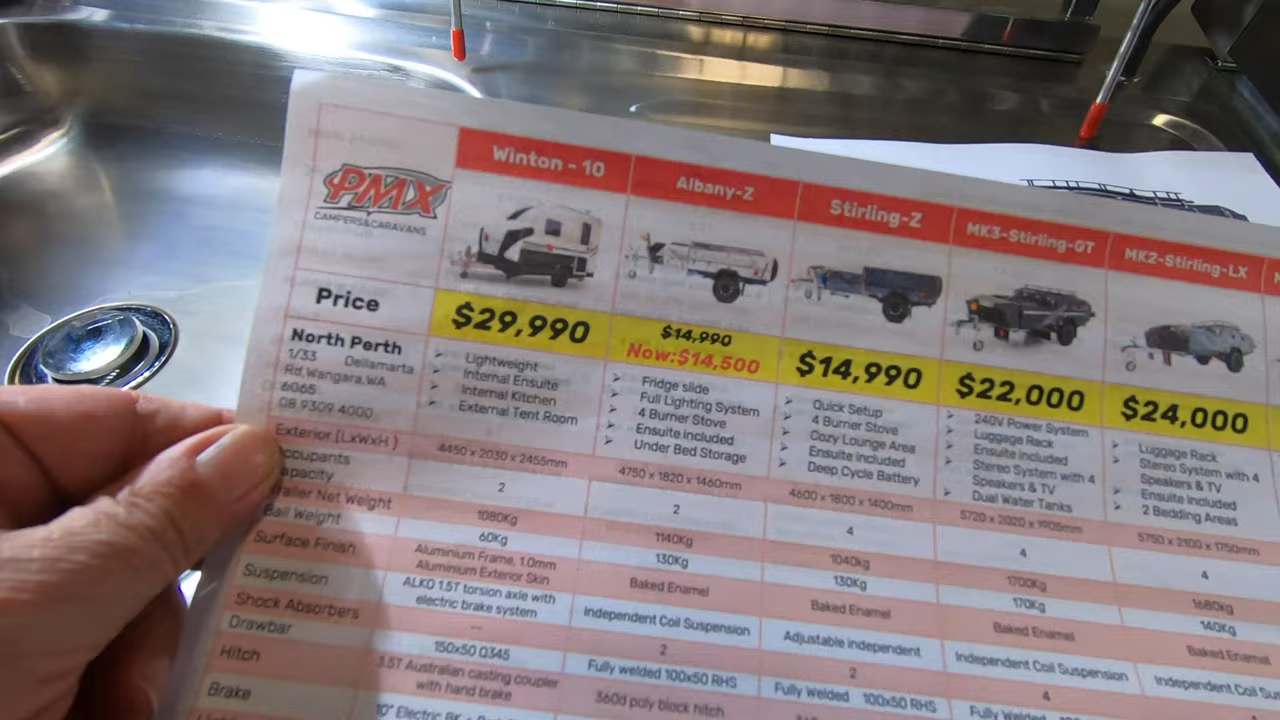 PMX
CAMPERS&CARAVANS
Winton - 10
Albany-Z
Stirling-Z
MK3-Stirling-GT
MK2-Stirling-LX
Price
$29,990
$14,990
Now:$14,500
$14,990
$22,000
$24,000
North Perth
1/33 Dellamarta
Rd,Wangara,WA
6065
08 9309 4000
Lightweight
Internal Ensuite
Internal Kitchen
External Tent Room
Fridge slide
Full Lighting System
4 Burner Stove
Ensuite included
Under Bed Storage
Quick Setup
4 Burner Stove
Cozy Lounge Area
Ensuite included
Deep Cycle Battery
240V Power System
Luggage Rack
Ensuite included
Stereo System with 4
Speakers & TV
Dual Water Tanks
Luggage Rack
Stereo System with 4
Speakers & TV
Ensuite included
2 Bedding Areas
Exterior (LxWxH )
4450 x 2030 x 2455mm
4750 x 1820 x 1460mm
4600 x 1800 x 1400mm
5720 x 2020 x 1905mm
5750 x 2100 x 1750mm
ccupants
apacity
2
2
4
4
4
railer Net Weight
1080Kg
1140Kg
1040kg
1700Kg
1680kg
Ball Weight
60Kg
130Kg
130Kg
170Kg
140Kg
Surface Finish
Aluminium Frame, 1.0mm
Aluminium Exterior Skin
Baked Enamel
Baked Enamel
Baked Enamel
Baked Enamel
Suspension
ALKO 1.5T torsion axle with
electric brake system
Independent Coil Suspension
Adjustable independent
Independent Coil Suspension
Independent Coil Su
Shock Absorbers
--
2
2
4
Drawbar
150x50 Q345
Fully welded 100x50 RHS
Fully Welded 100x50 RHS
Fully Welded
Hitch
3.5T Australian casting coupler
with hand brake
360d poly block hitch
Brake
10" Electric